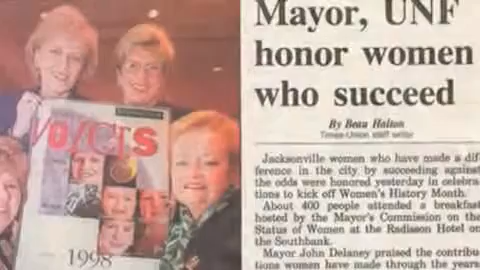 Mayor, UNF
honor women
who succeed
By Beau Halton
Times-Union staff writer
Jacksonville women who have made a dif-
ference in the city by succeeding against
the odds were honored yesterday in celebra-
tions to kick off Women's History Month.
About 400 people attended a breakfast
hosted by the Mayor's Commission on the
Status of Women at the Radisson Hotel on
the Southbank.
Mayor John Delaney praised the contribu-
tions women have made through the years
VOICES
1998